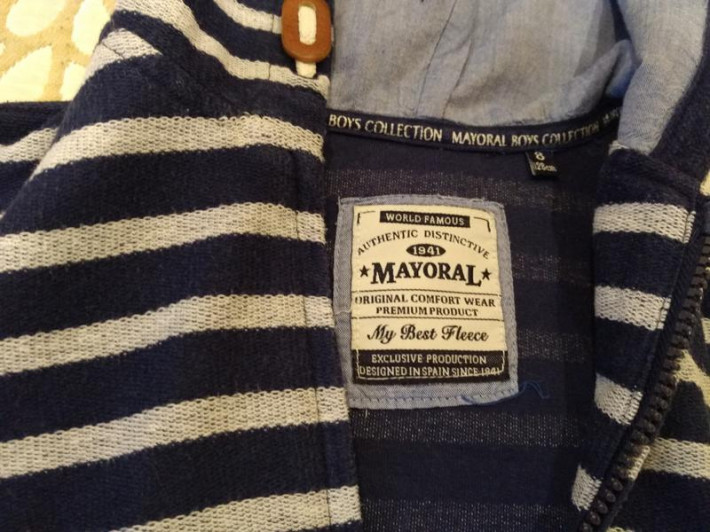 BOYS COLLECTION MAYORAL BOYS COLLECTION
8
WORLD FAMOUS
AUTHENTIC DISTINCTIVE
1941
★MAYORAL★
ORIGINAL COMFORT WEAR
PREMIUM PRODUCT
My Best Fleece
EXCLUSIVE PRODUCTION
DESIGNED IN SPAIN SINCE 1941